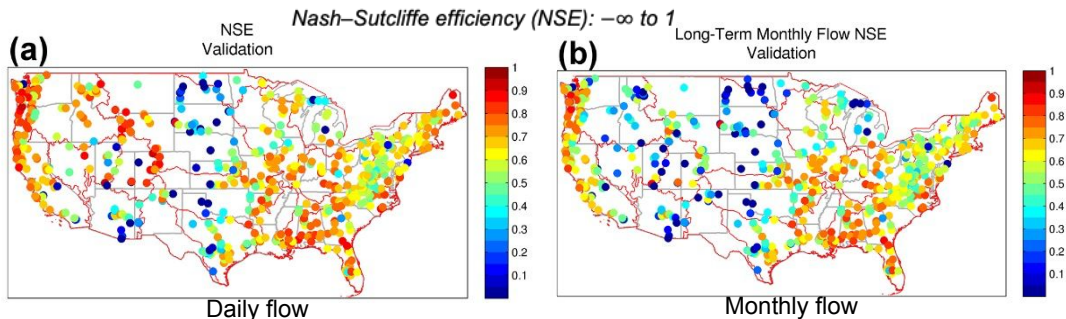 Nash–Sutcliffe efficiency (NSE): −∞ to 1
(a)
NSE
Validation
1
0.9
0.8
0.7
0.6
0.5
0.4
0.3
0.2
0.1
Daily flow
(b)
Long-Term Monthly Flow NSE
Validation
1
0.9
0.8
0.7
0.6
0.5
0.4
0.3
0.2
0.1
Monthly flow